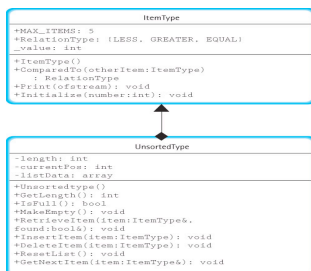 ItemType
+MAX_ITEMS: 5
+RelationType: {LESS, GREATER, EQUAL}
_value: int
+ItemType()
+ComparedTo(otherItem:ItemType)
: RelationType
+Print(ofstream): void
+Initialize(number:int): void
UnsortedType
-length: int
-currentPos: int
-listData: array
+Unsortedtype()
+GetLength(): int
+IsFull(): bool
+MakeEmpty(): void
+RetrieveItem(item:ItemType&,
found:bool&): void
+InsertItem(item:ItemType): void
+DeleteItem(item:ItemType): void
+ResetList(): void
+GetNextItem(item:ItemType&): void